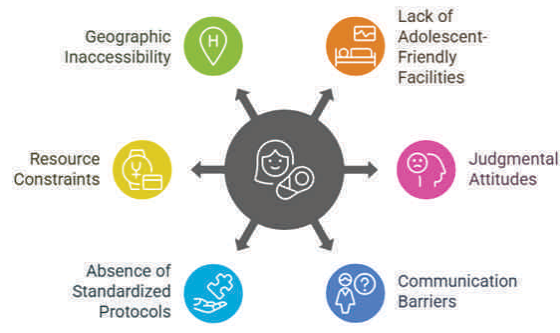 Geographic
Inaccessibility
H
Lack of
Adolescent-
Friendly
Facilities
Resource
Constraints
Judgmental
Attitudes
Absence of
Standardized
Protocols
?
Communication
Barriers